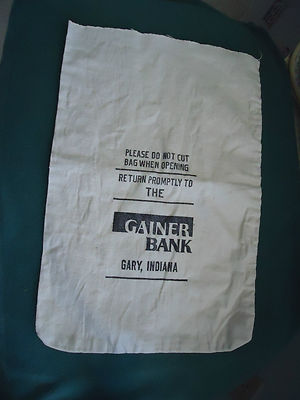 PLEASE DO NOT CUT
BAG WHEN OPENING
RETURN PROMPTLY TO
THE
GAINER
BANK
GARY, INDIANA